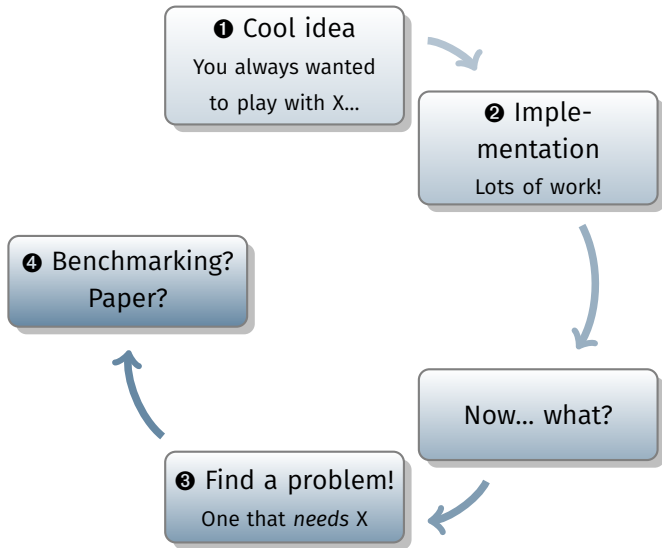 ❶ Cool idea
You always wanted
to play with X...
❷ Imple-
mentation
Lots of work!
Now... what?
❸ Find a problem!
One that needs X
❹ Benchmarking?
Paper?